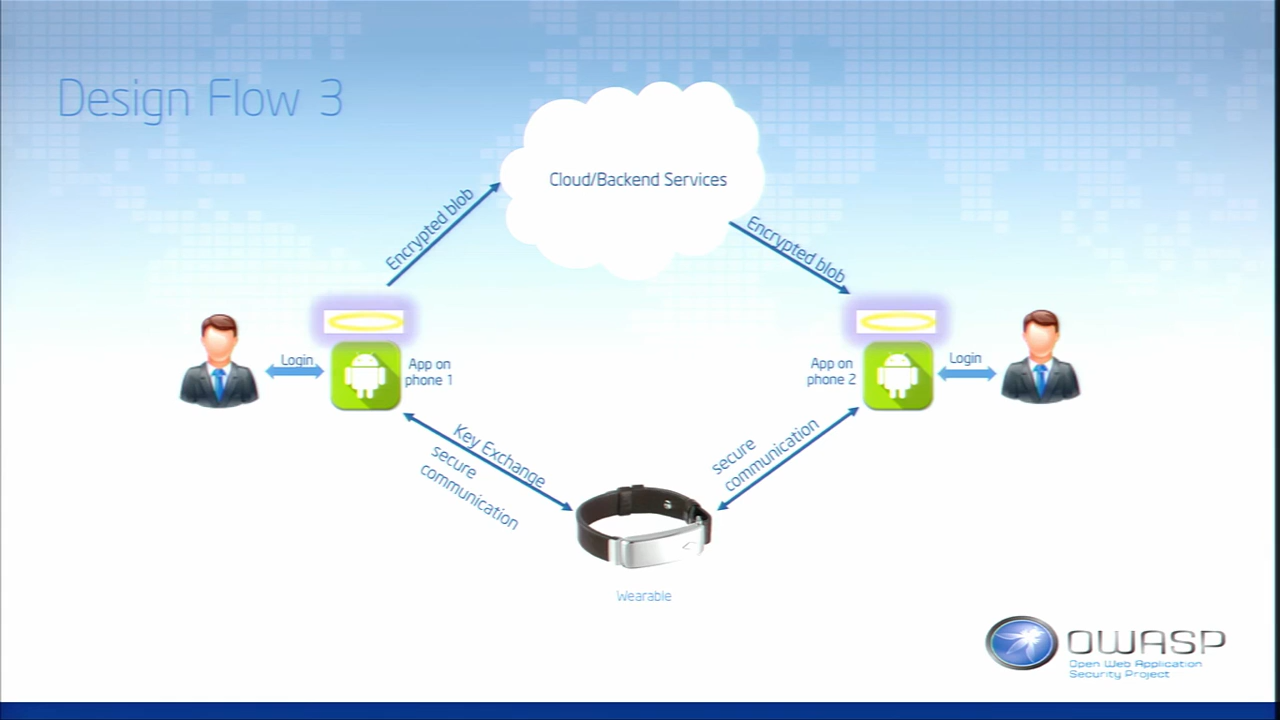 Design Flow 3
Cloud/Backend Services
Encrypted blob
Encrypted blob
Login
App on
phone 1
App on
phone 2
Login
Key Exchange
secure
communication
secure
communication
Wearable
OWASP
Open Web Application
Security Project